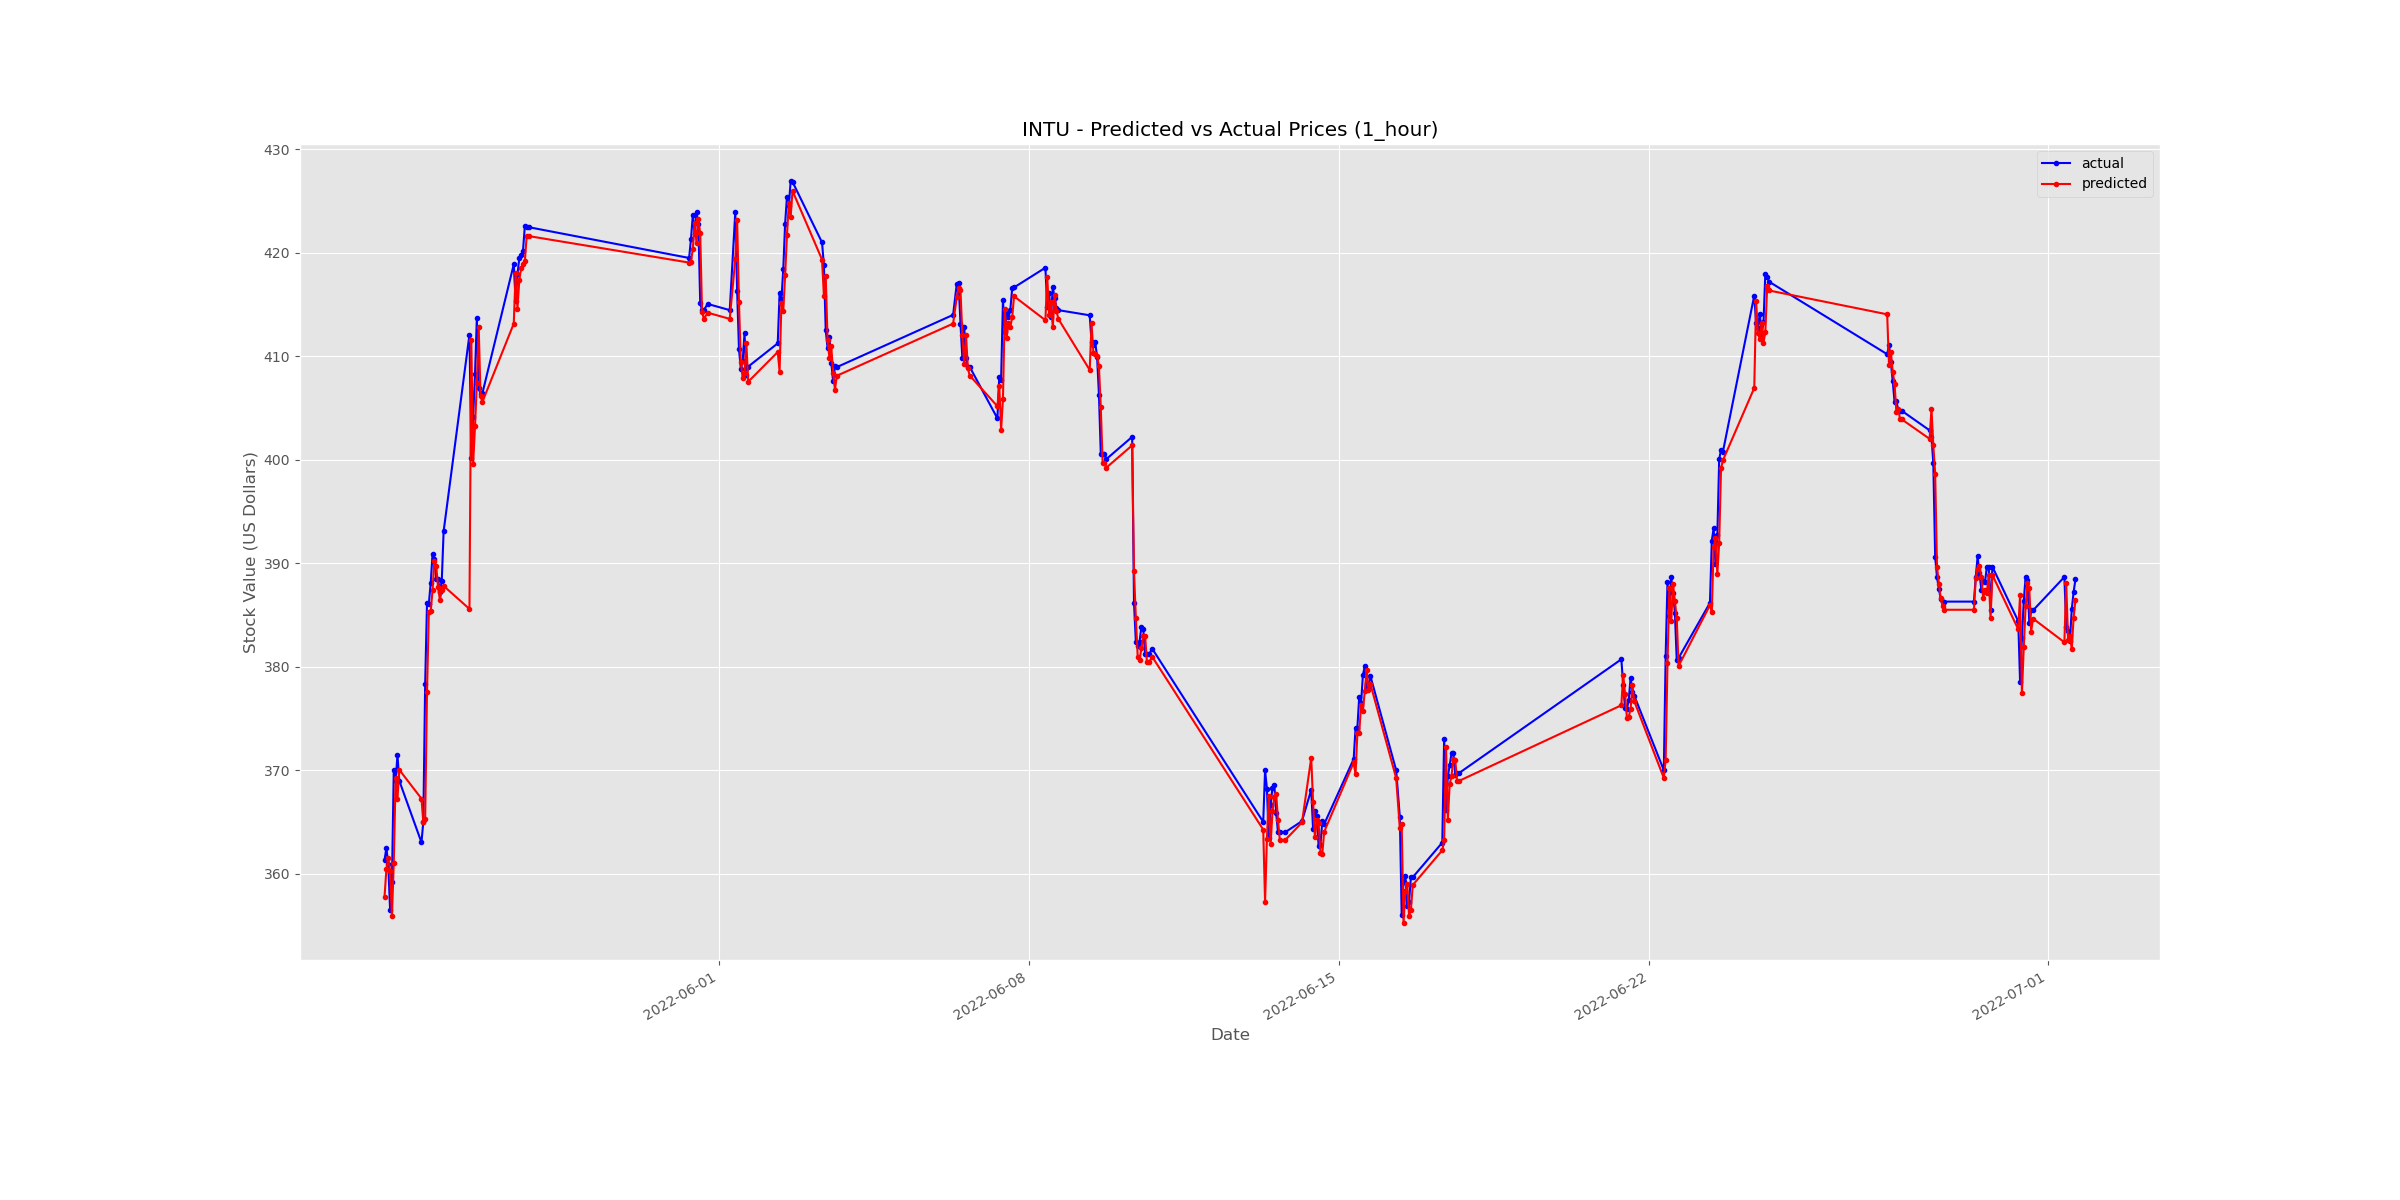 INTU - Predicted vs Actual Prices (1_hour)
actual
predicted
430
420
410
400
390
380
370
360
Stock Value (US Dollars)
2022-06-01
2022-06-08
2022-06-15
2022-06-22
2022-07-01
Date